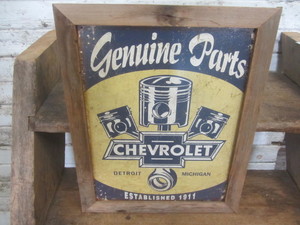 Genuine Parts
CHEVROLET
DETROIT MICHIGAN
ESTABLISHED 1911